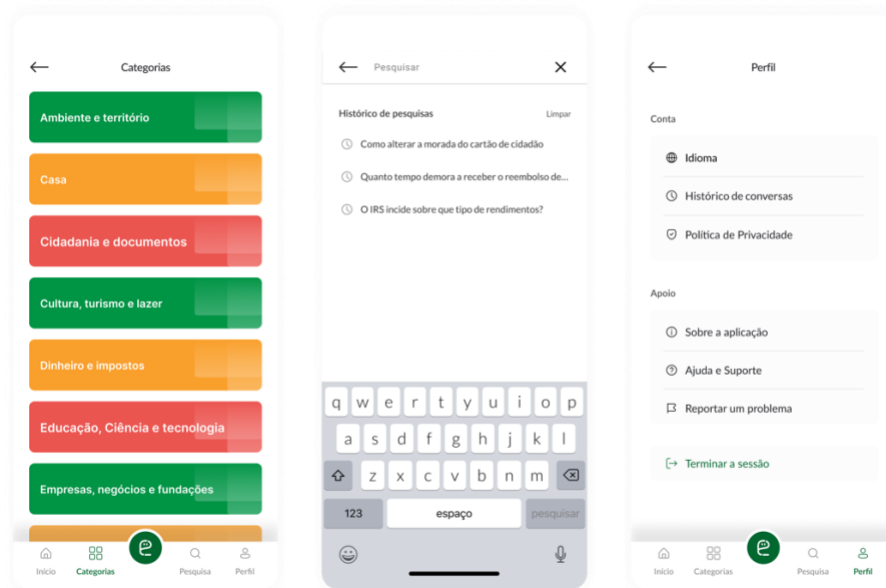 Categorias
Ambiente e território
Casa
Cidadania e documentos
Cultura, turismo e lazer
Dinheiro e impostos
Educação, Ciência e tecnologia
Empresas, negócios e fundações
Início Categorias Pesquisa Perfil
Pesquisar
Histórico de pesquisas Limpar
Como alterar a morada do cartão de cidadão
Quanto tempo demora a receber o reembolso de...
O IRS incide sobre que tipo de rendimentos?
q w e r t y u i o p
a s d f g h j k l
z x c v b n m
123 espaço pesquisar
Perfil
Conta
Idioma
Histórico de conversas
Política de Privacidade
Apoio
Sobre a aplicação
Ajuda e Suporte
Reportar um problema
Terminar a sessão
Início Categorias Pesquisa Perfil